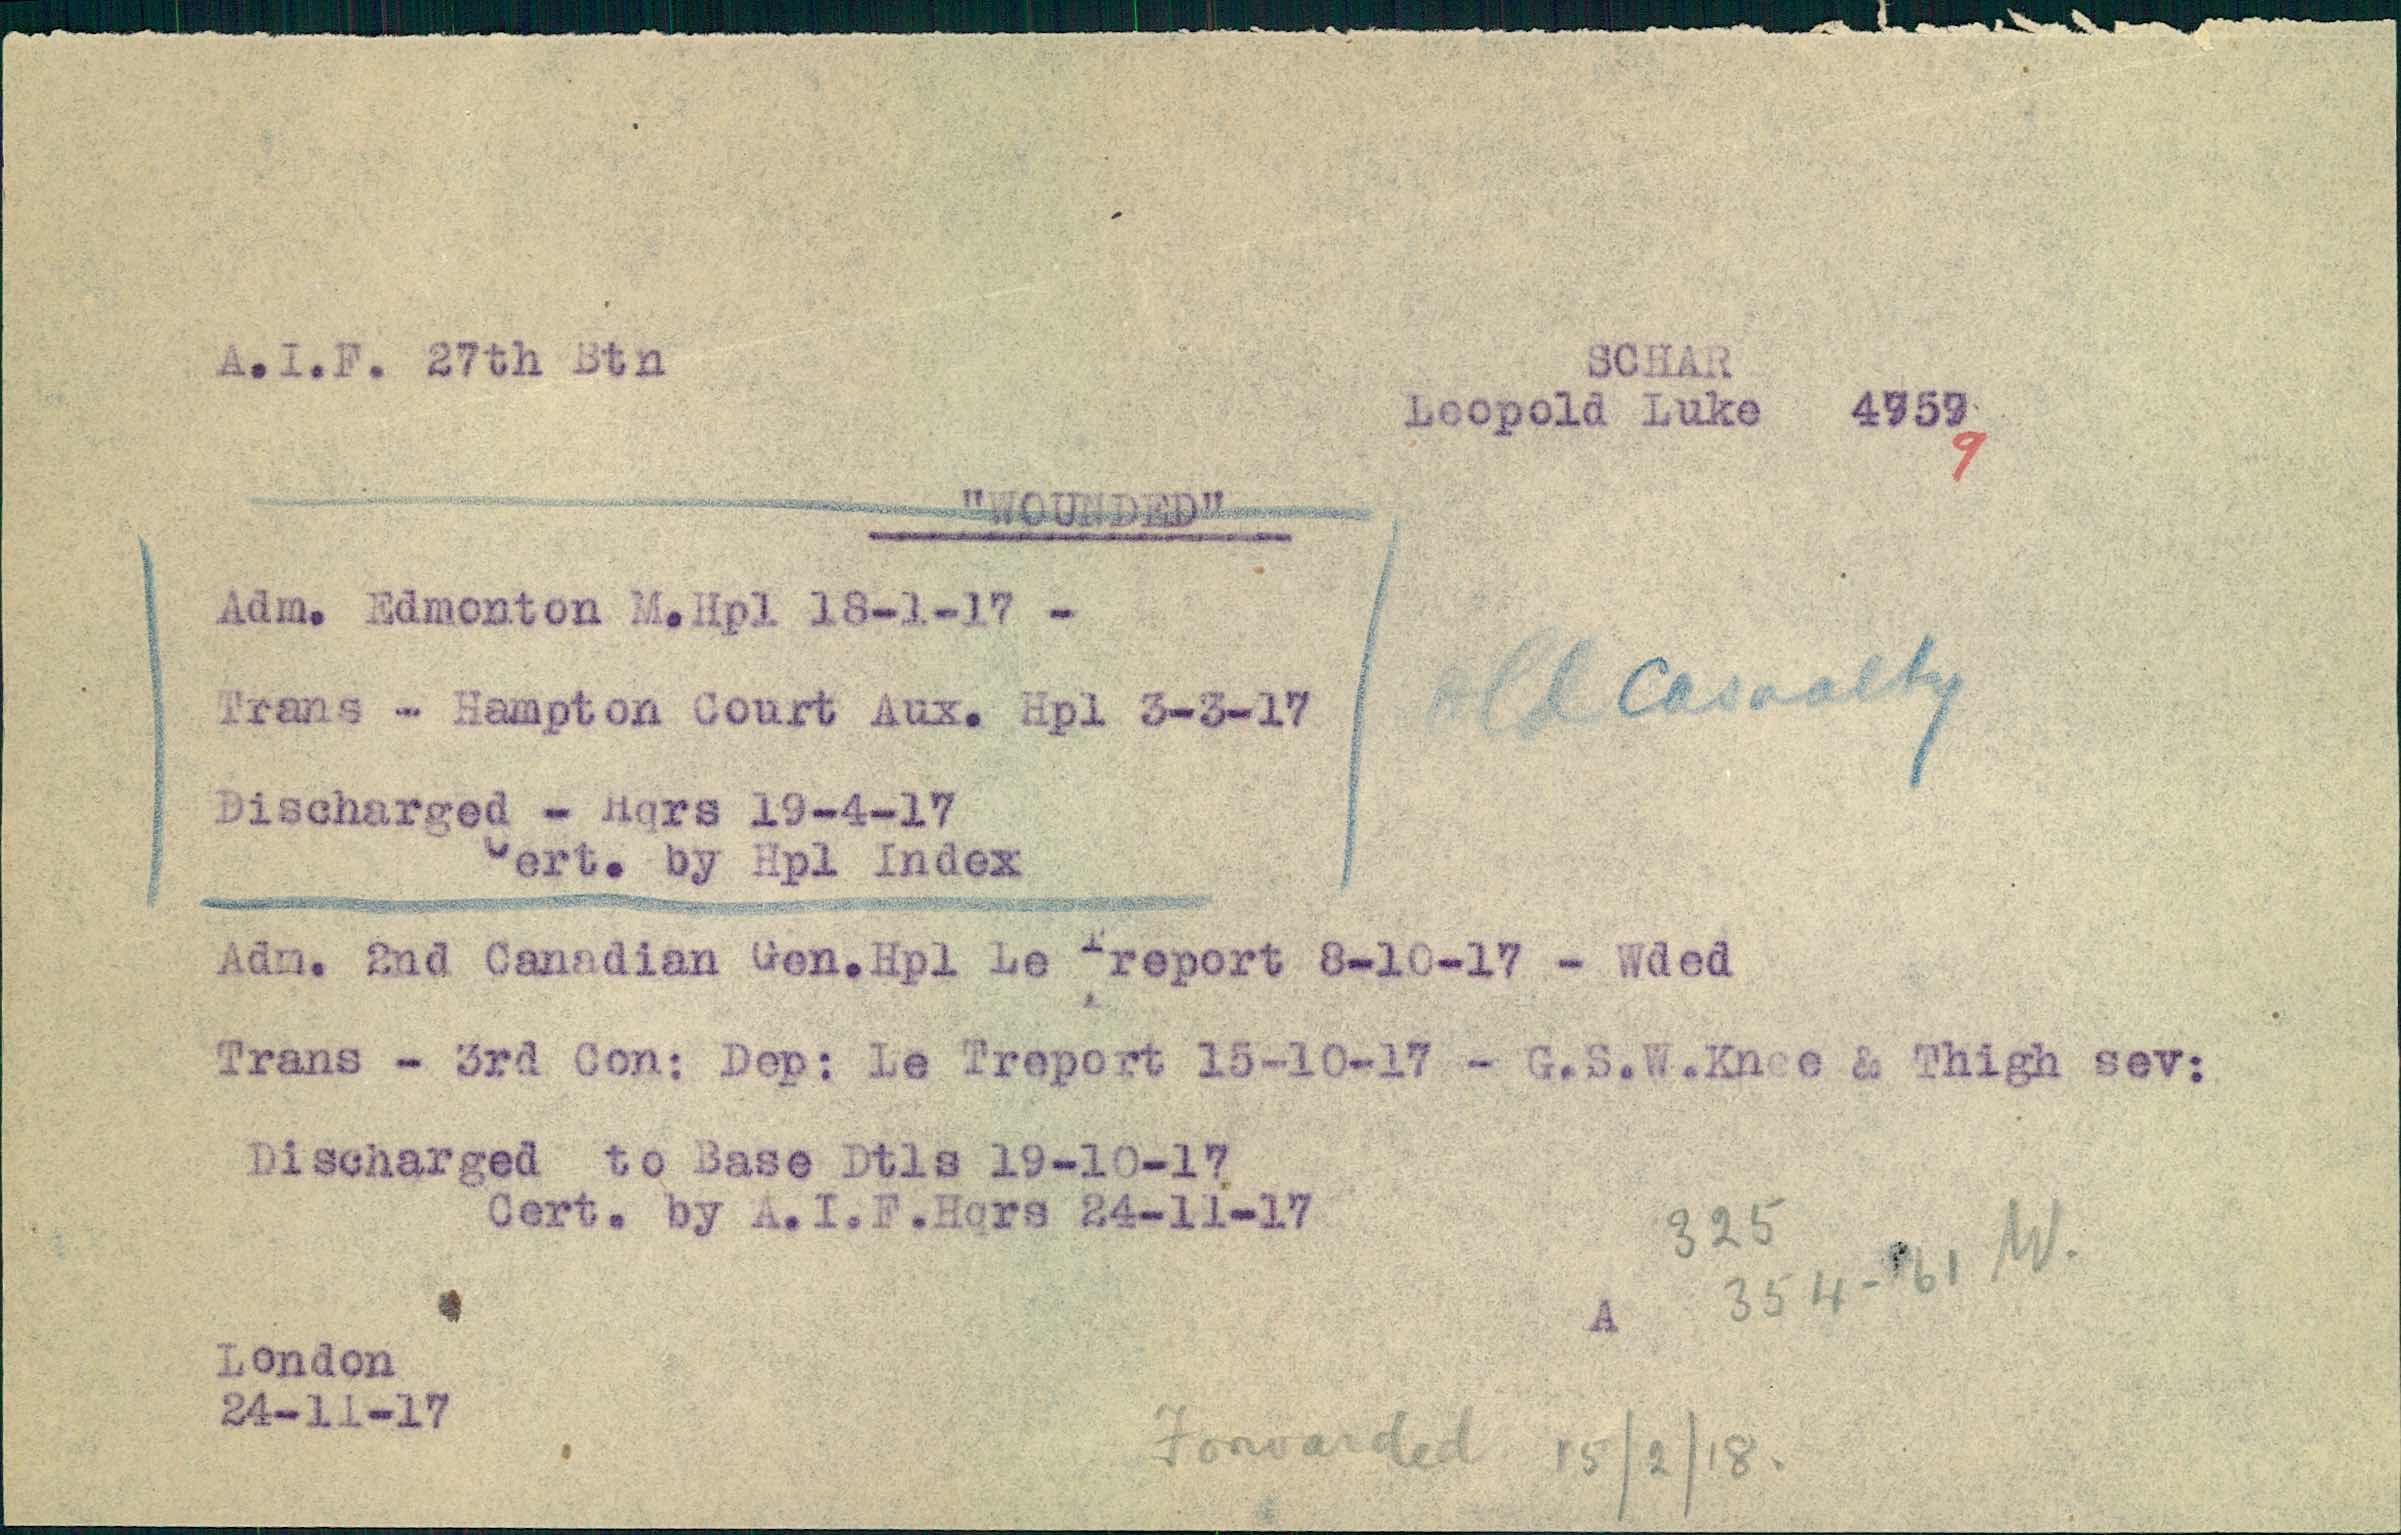 A.I.F. 27th Btn
SCHAR
Leopold Luke 4759
9
"WOUNDED"
Adm. Edmonton M.Hpl 18-1-17 -
Trans - Hampton Court Aux. Hpl 3-3-17
old casualty
Discharged - Hqrs 19-4-17
Cert. by Hpl Index
Adm. 2nd Canadian Gen.Hpl Le Treport 8-10-17 - Wded
Trans - 3rd Con: Dep: Le Treport 15-10-17 - G.S.W.Knee & Thigh sev:
Discharged to Base Dtls 19-10-17
Cert. by A.I.F.Hqrs 24-11-17
325
354-61 W.
A
London
24-11-17
Forwarded 15/2/18.